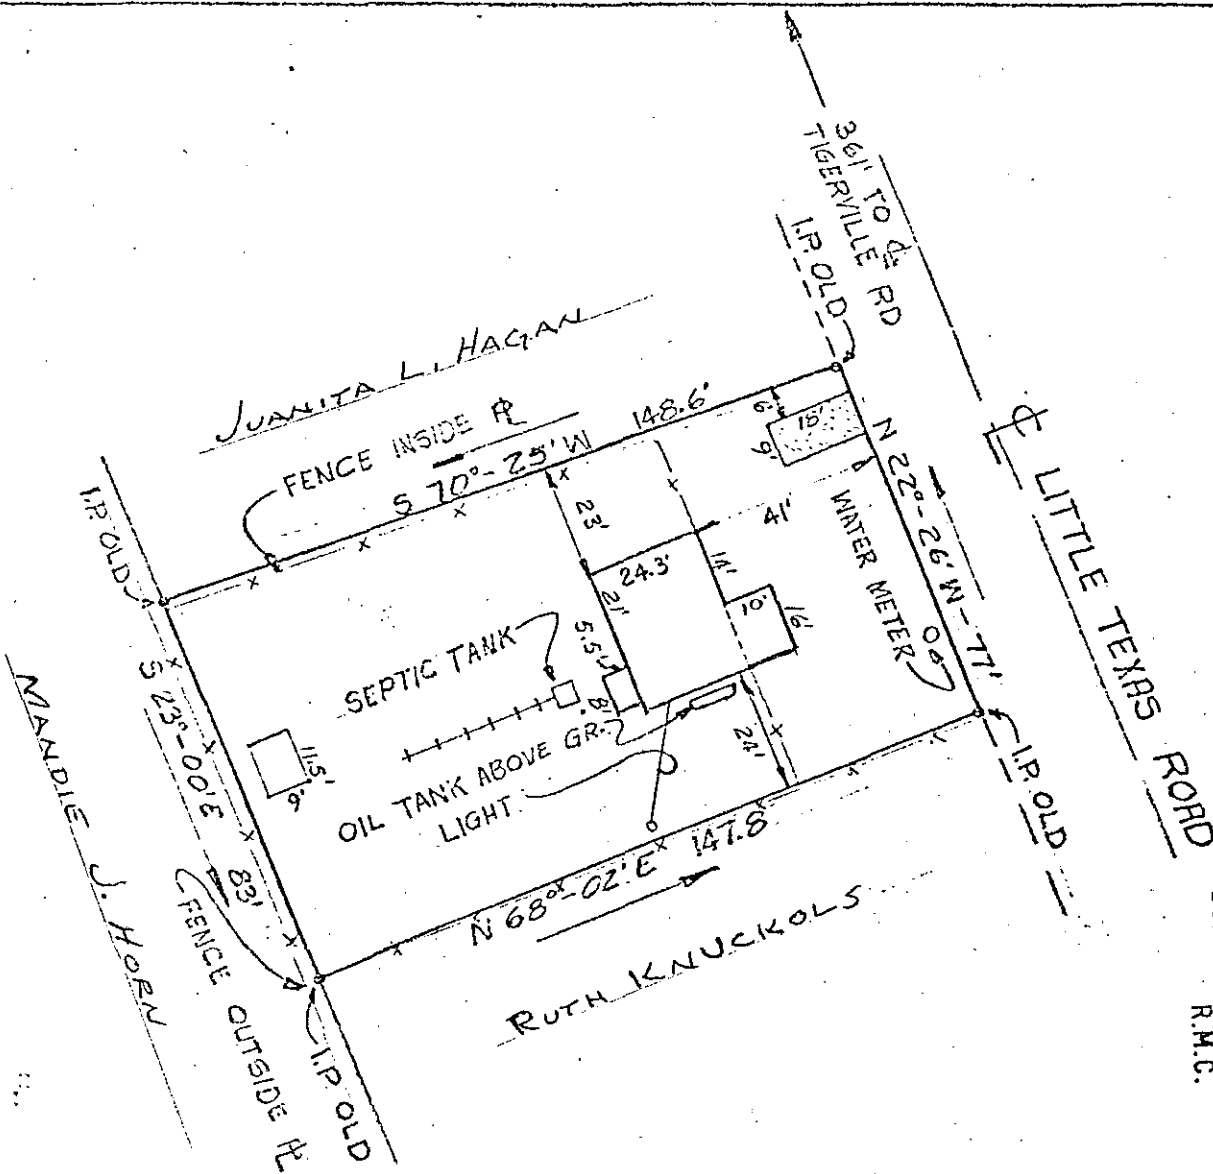 361' TO ℄
TIGERVILLE RD
I.P. OLD
℄ LITTLE TEXAS ROAD
JUANITA L. HAGAN
FENCE INSIDE ℙL
S 70°-25' W 148.6'
6'
18'
9'
N 22°-26' W - 77'
WATER METER
41'
23'
24.3'
14'
10'
16'
21'
5.5'
8'
24'
I.P. OLD
SEPTIC TANK
OIL TANK ABOVE GR.
LIGHT
11.5'
9'
I.P. OLD
S 23°-00' E 83'
MANDIE J. HORN
FENCE OUTSIDE ℙL
I.P. OLD
N 68°-02' E 147.8
RUTH KNUCKOLS
R.M.C.